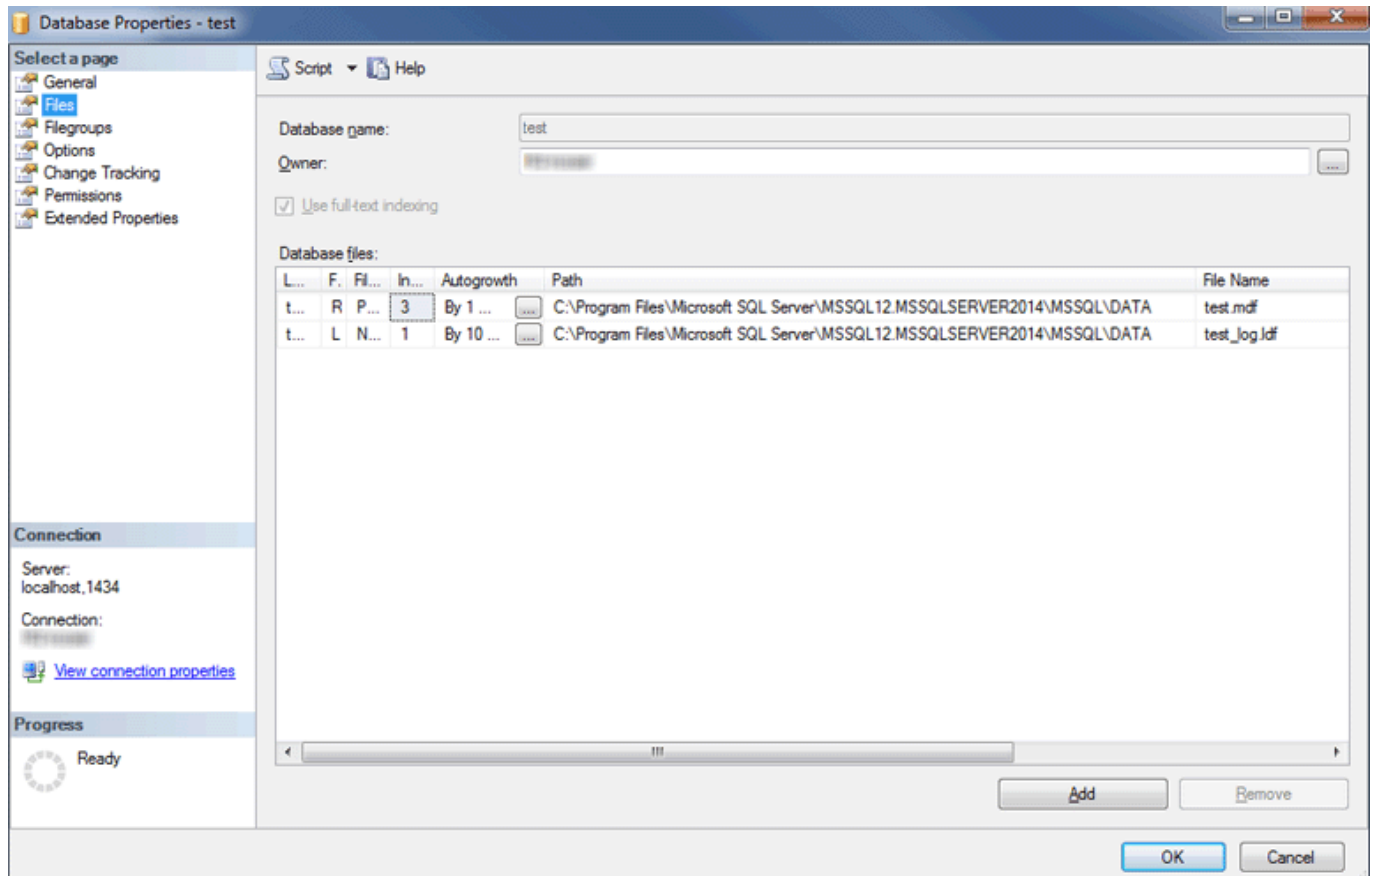 Database Properties - test
Select a page
General
Files
Filegroups
Options
Change Tracking
Permissions
Extended Properties
Script Help
Database name: test
Owner: ...
Use full-text indexing
Database files:
L... F. Fil... In... Autogrowth Path File Name
t... R P... 3 By 1 ... ... C:\Program Files\Microsoft SQL Server\MSSQL12.MSSQLSERVER2014\MSSQL\DATA test.mdf
t... L N... 1 By 10 ... ... C:\Program Files\Microsoft SQL Server\MSSQL12.MSSQLSERVER2014\MSSQL\DATA test_log.ldf
Connection
Server:
localhost,1434
Connection:
View connection properties
Progress
Ready
Add Remove
OK Cancel